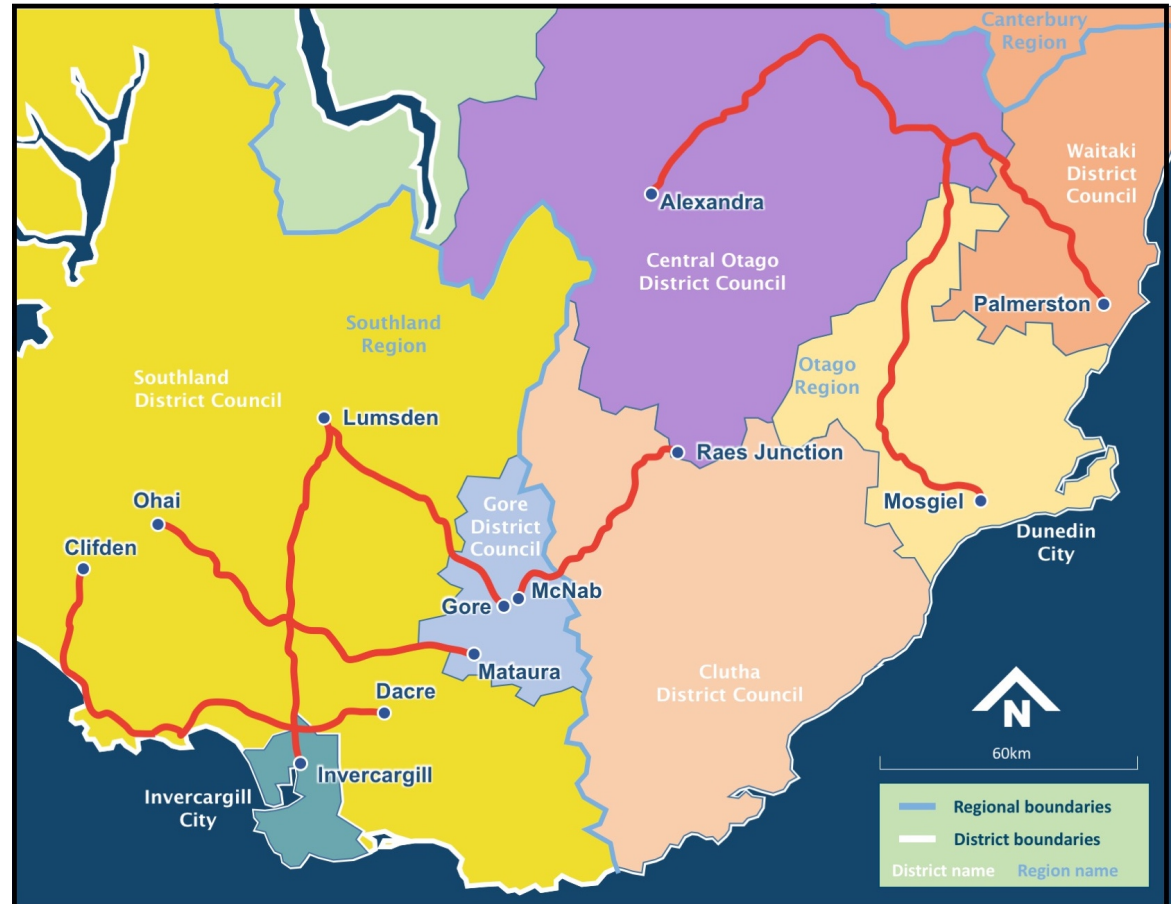 Canterbury
Region
Waitaki
District
Council
Alexandra
Central Otago
District Council
Palmerston
Southland
Region
Otago
Region
Southland
District Council
Lumsden
Raes Junction
Ohai
Gore
District
Council
Mosgiel
Clifden
Dunedin
City
McNab
Gore
Mataura
Clutha
District Council
Dacre
N
60km
Invercargill
Invercargill
City
Regional boundaries
District boundaries
District name Region name